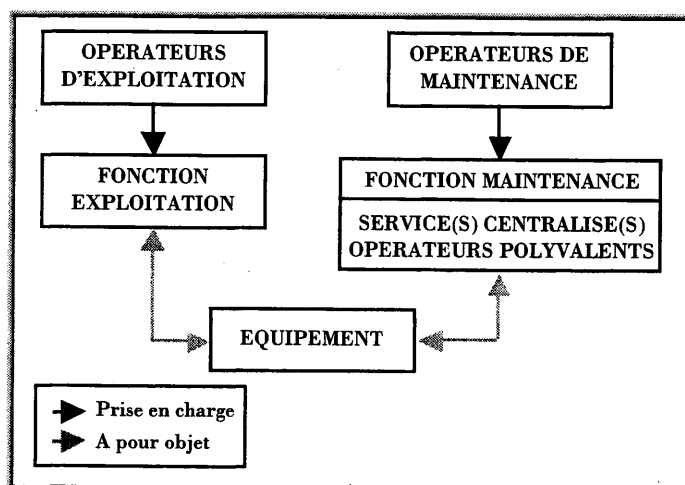 OPERATEURS
D'EXPLOITATION
OPERATEURS DE
MAINTENANCE
FONCTION
EXPLOITATION
FONCTION MAINTENANCE
SERVICE(S) CENTRALISE(S)
OPERATEURS POLYVALENTS
EQUIPEMENT
Prise en charge
A pour objet